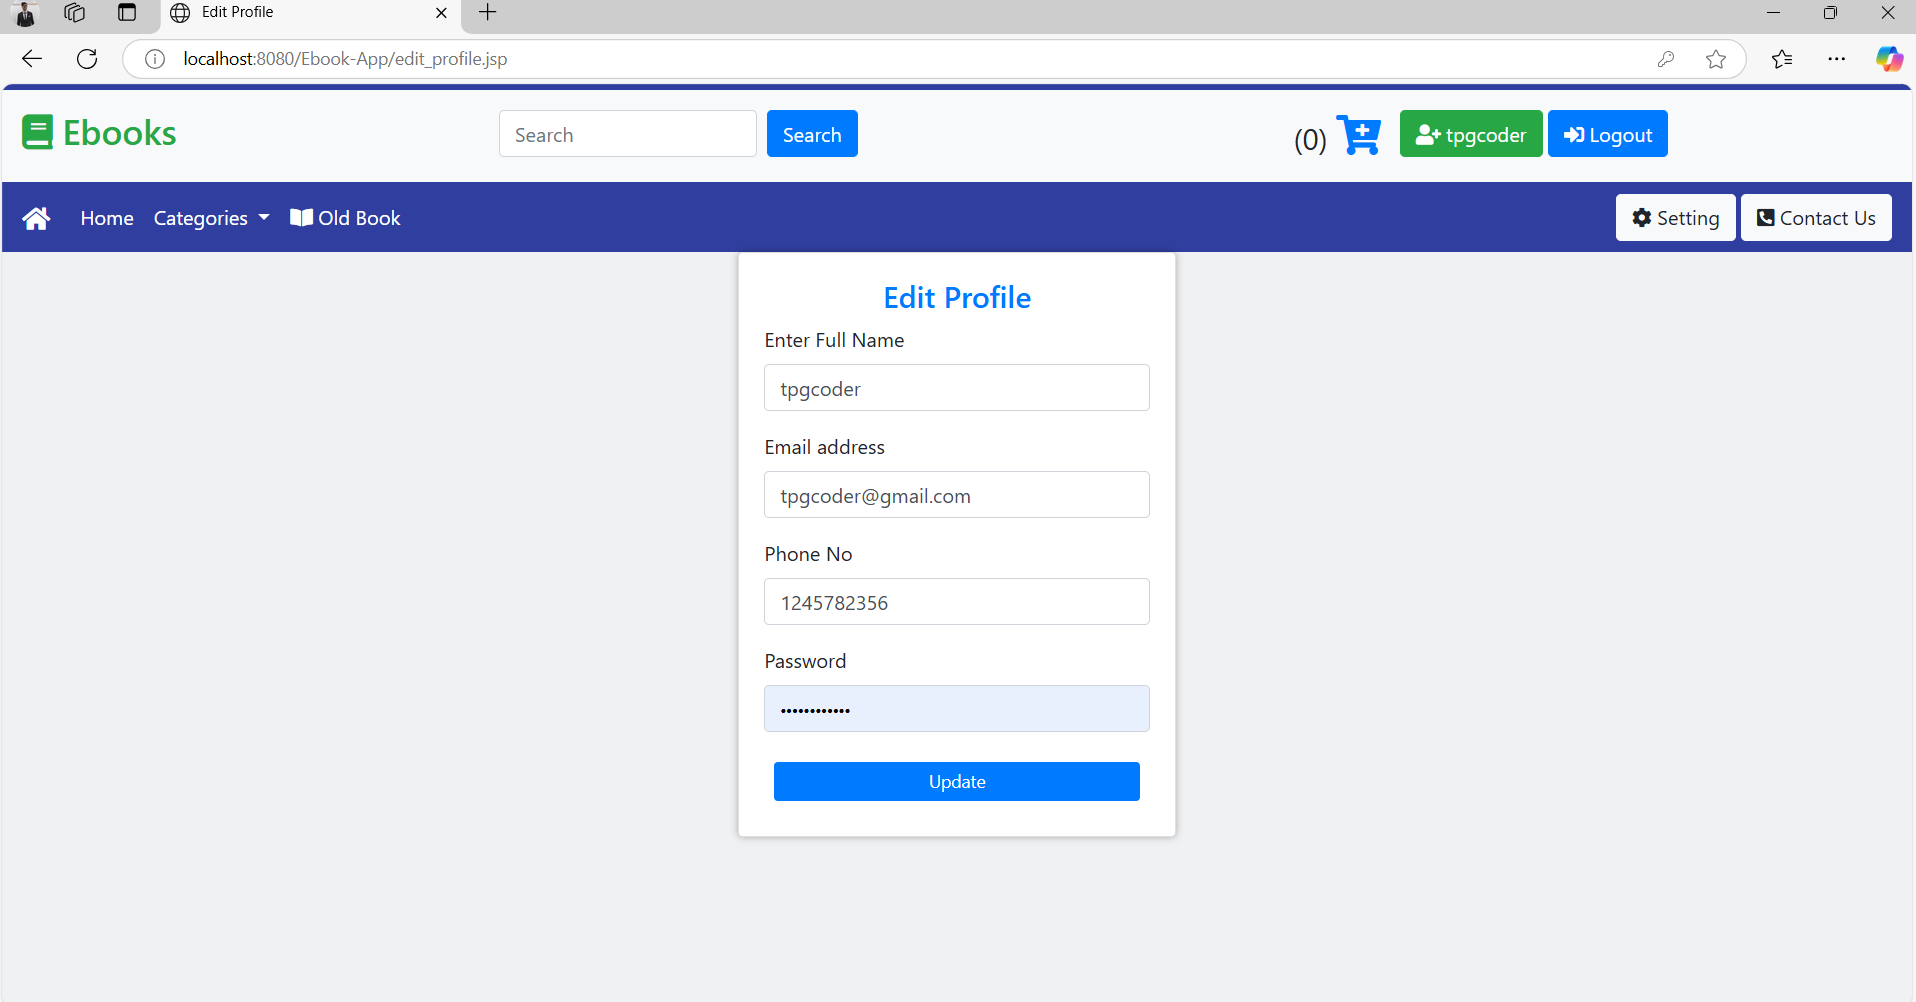 Edit Profile
localhost:8080/Ebook-App/edit_profile.jsp
Ebooks
Search
Search
(0)
tpgcoder
Logout
Home
Categories
Old Book
Setting
Contact Us
Edit Profile
Enter Full Name
tpgcoder
Email address
tpgcoder@gmail.com
Phone No
1245782356
Password
••••••••••••
Update